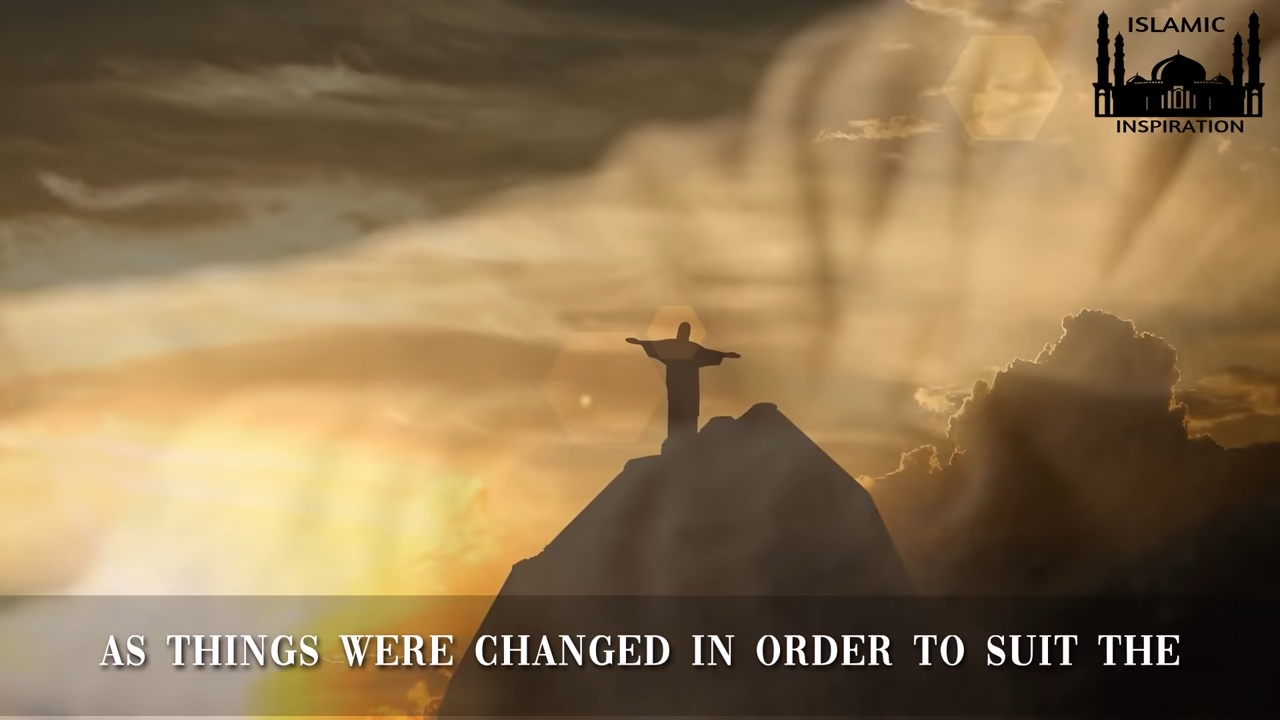 ISLAMIC
INSPIRATION
AS THINGS WERE CHANGED IN ORDER TO SUIT THE